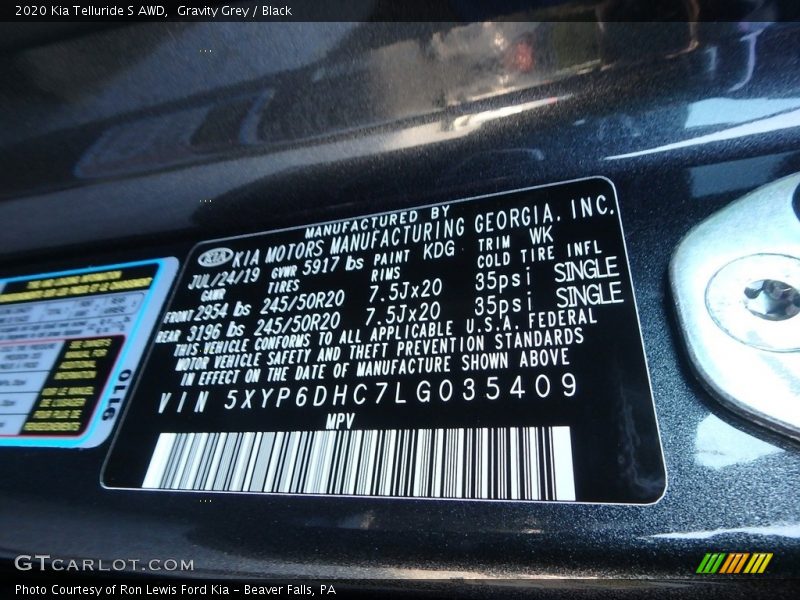 2020 Kia Telluride S AWD, Gravity Grey / Black
MANUFACTURED BY
KIA KIA MOTORS MANUFACTURING GEORGIA, INC.
JUL/24/19 GVWR 5917 lbs PAINT KDG TRIM WK
GAWR TIRES RIMS COLD TIRE INFL
FRONT 2954 lbs 245/50R20 7.5Jx20 35psi SINGLE
REAR 3196 lbs 245/50R20 7.5Jx20 35psi SINGLE
THIS VEHICLE CONFORMS TO ALL APPLICABLE U.S.A. FEDERAL
MOTOR VEHICLE SAFETY AND THEFT PREVENTION STANDARDS
IN EFFECT ON THE DATE OF MANUFACTURE SHOWN ABOVE
VIN 5XYP6DHC7LG035409
MPV
GTCARLOT.COM
Photo Courtesy of Ron Lewis Ford Kia - Beaver Falls, PA